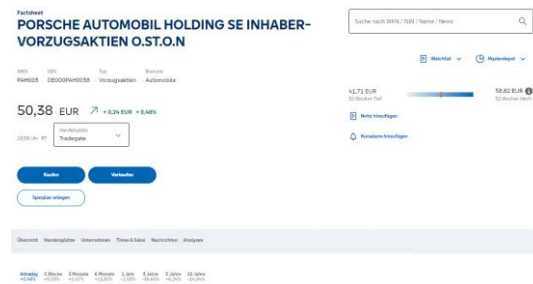 Factsheet
PORSCHE AUTOMOBIL HOLDING SE INHABER-
VORZUGSAKTIEN O.ST.O.N
WKN ISIN Typ Branche
PAH003 DE000PAH0038 Vorzugsaktien Automobile
50,38 EUR + 0,24 EUR + 0,48%
Handelsplatz
Tradegate
Kaufen Verkaufen
Sparplan anlegen
Suche nach WKN / ISIN / Name / News
Watchlist Musterdepot
41,71 EUR 58,82 EUR
52 Wochen Tief 52 Wochen Hoch
Notiz hinzufügen
Kursalarm hinzufügen
Übersicht Handelsplätze Unternehmen Times & Sales Nachrichten Analysen
Intraday 1 Woche 3 Monate 6 Monate 1 Jahr 3 Jahre 5 Jahre 10 Jahre
+0,48%